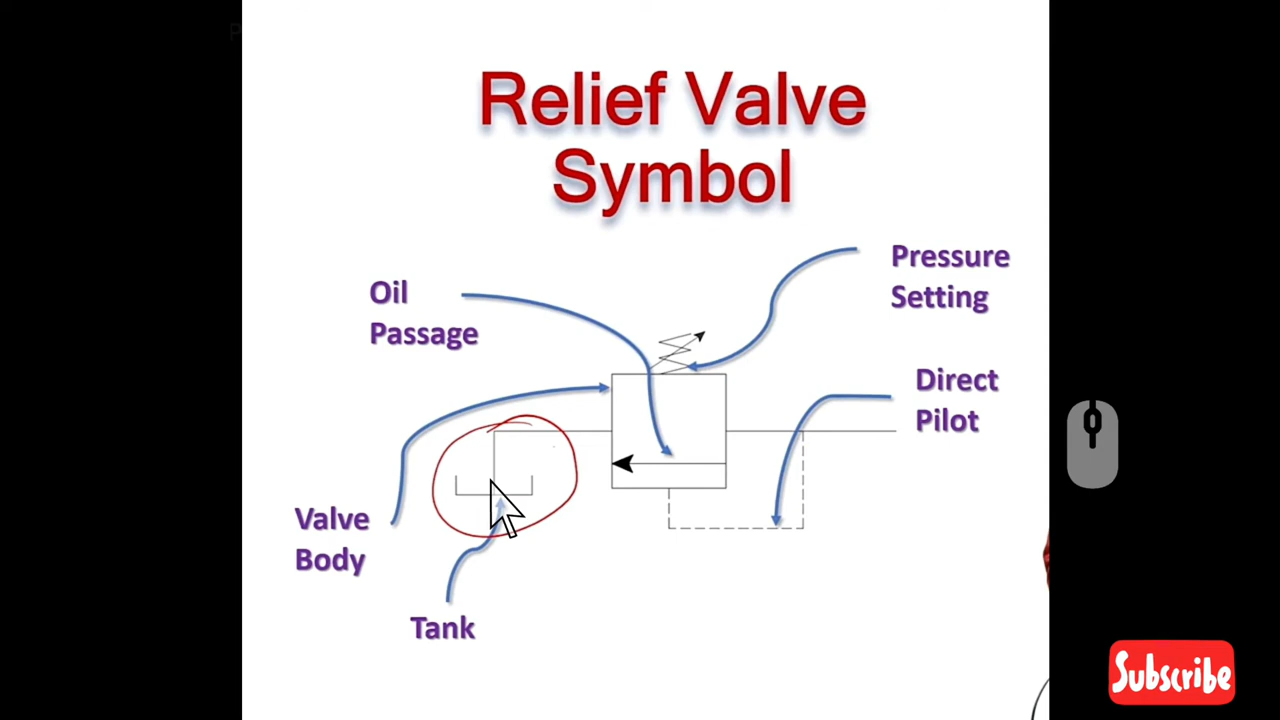 Relief Valve
Symbol
Pressure
Setting
Oil
Passage
Direct
Pilot
Valve
Body
Tank
Subscribe